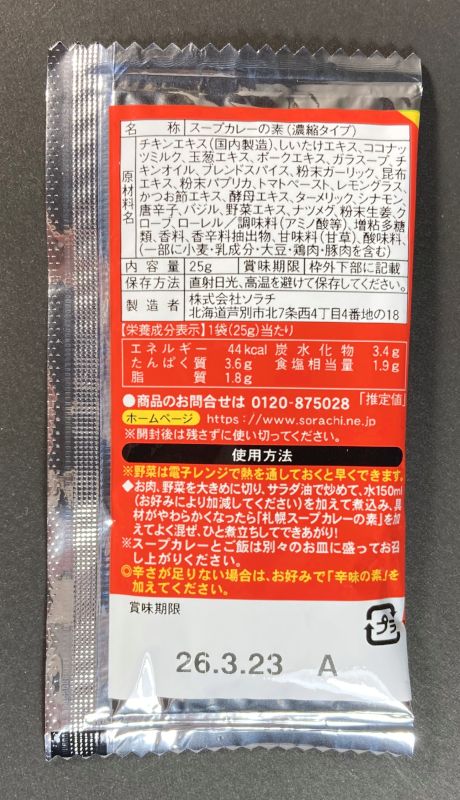 名　称 スープカレーの素（濃縮タイプ）
原材料名 チキンエキス（国内製造）、しいたけエキス、ココナッ
ツミルク、玉葱エキス、ポークエキス、ガラスープ、チ
キンオイル、ブレンドスパイス、粉末ガーリック、昆布
エキス、粉末パプリカ、トマトペースト、レモングラス、
かつお節エキス、酵母エキス、ターメリック、シナモン、
唐辛子、バジル、野菜エキス、ナツメグ、粉末生姜、ク
ローブ、ローレル／調味料（アミノ酸等）、増粘多糖
類、香料、香辛料抽出物、甘味料（甘草）、酸味料、
（一部に小麦・乳成分・大豆・鶏肉・豚肉を含む）
内容量 25g 賞味期限 枠外下部に記載
保存方法 直射日光、高温を避けて保存してください。
製造者 株式会社ソラチ
北海道芦別市北7条西4丁目4番地の18
【栄養成分表示】1袋(25g)当たり
エネルギー 44kcal 炭水化物 3.4g
たんぱく質 3.6g 食塩相当量 1.9g
脂質 1.8g
●商品のお問合せは 0120-875028 「推定値」
ホームページ https://www.sorachi.ne.jp
※開封後は残さずに使い切ってください。
使用方法
※野菜は電子レンジで熱を通しておくと早くできます。
◆お肉、野菜を大きめに切り、サラダ油で炒めて、水150ml
（お好みにより加減してください）を加えて煮込み、具
材がやわらかくなったら「札幌スープカレーの素」を加
えてよく混ぜ、ひと煮立ちしてできあがり！
※スープカレーとご飯は別々のお皿に盛ってお召
し上がりください。
◎辛さが足りない場合は、お好みで「辛味の素」を
加えてください。
賞味期限
プラ
26.3.23 A